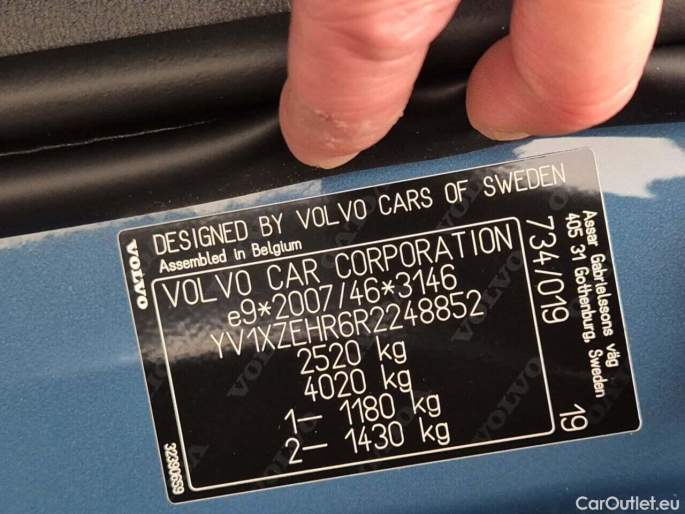 DESIGNED BY VOLVO CARS OF SWEDEN
Assembled in Belgium
VOLVO
VOLVO CAR CORPORATION
e9*2007/46*3146
YV1XZEHR6R2248852
2520 kg
4020 kg
1– 1180 kg
2– 1430 kg
734/019
Assar Gabrielssons väg
405 31 Gothenburg, Sweden
19
32390659
CarOutlet.eu